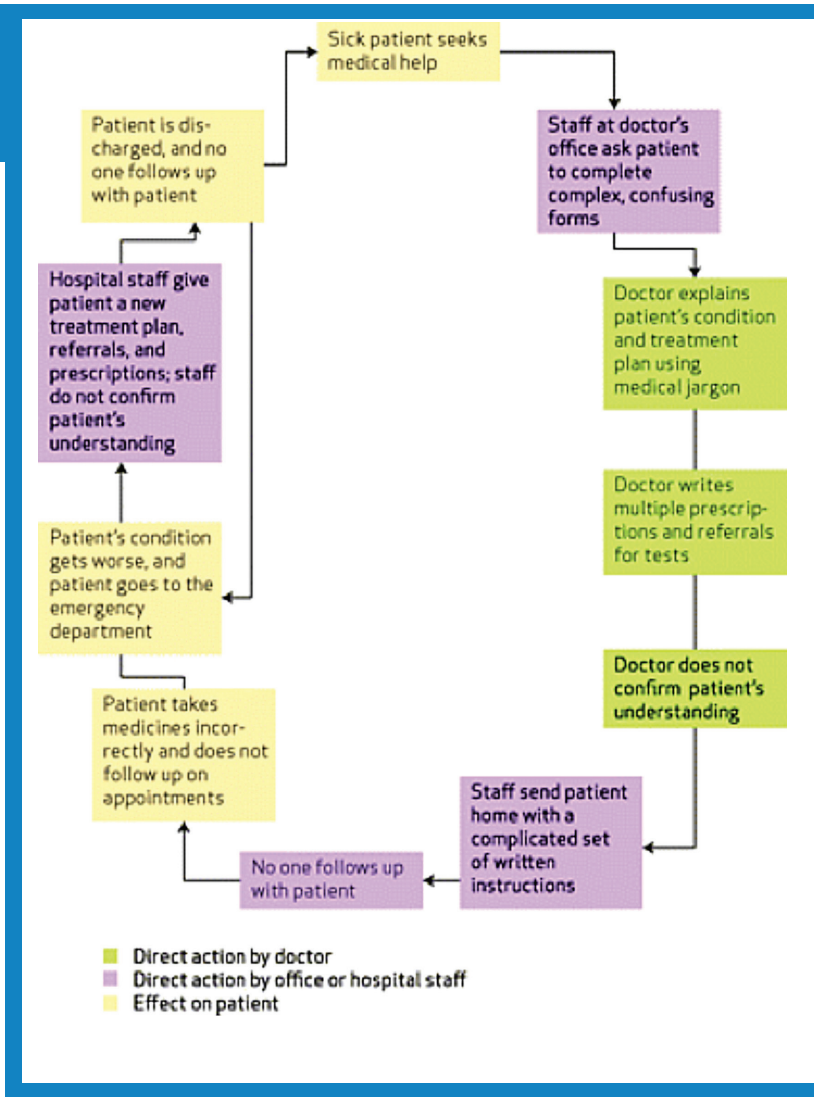 Sick patient seeks
medical help
Staff at doctor's
office ask patient
to complete
complex, confusing
forms
Doctor explains
patient's condition
and treatment
plan using
medical jargon
Doctor writes
multiple prescrip-
tions and referrals
for tests
Doctor does not
confirm patient's
understanding
Staff send patient
home with a
complicated set
of written
instructions
No one follows up
with patient
Patient takes
medicines incor-
rectly and does not
follow up on
appointments
Patient's condition
gets worse, and
patient goes to the
emergency
department
Hospital staff give
patient a new
treatment plan,
referrals, and
prescriptions; staff
do not confirm
patient's
understanding
Patient is dis-
charged, and no
one follows up
with patient
Direct action by doctor
Direct action by office or hospital staff
Effect on patient